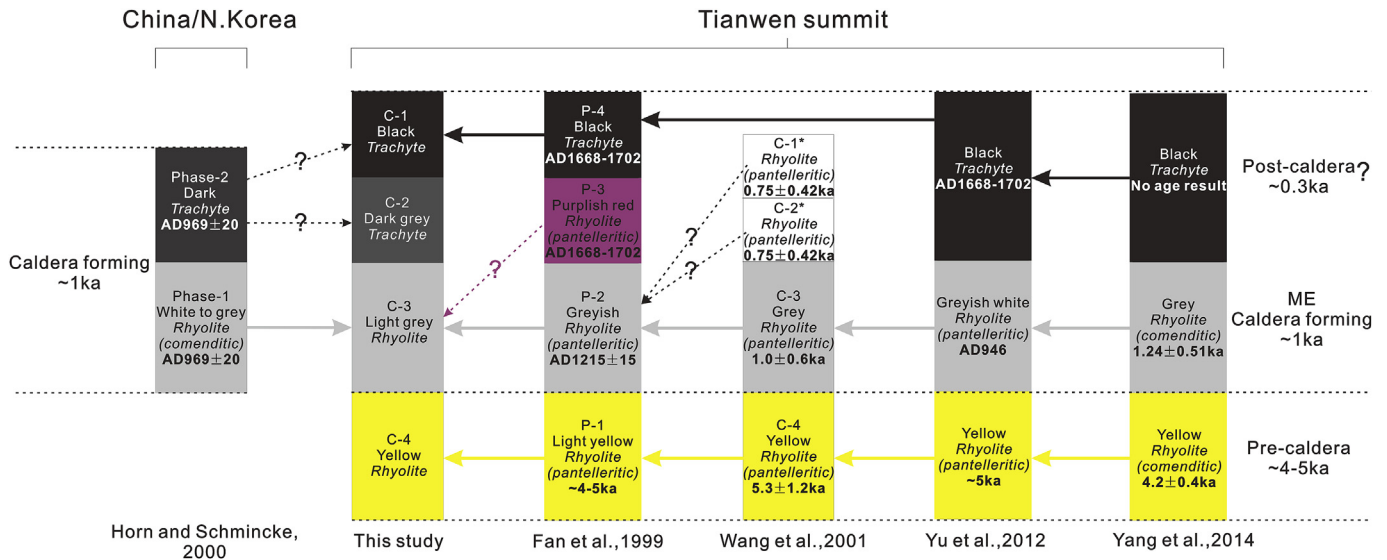 China/N.Korea
Tianwen summit
Caldera forming
~1ka
Phase-2
Dark
Trachyte
AD969±20
Phase-1
White to grey
Rhyolite
(comenditic)
AD969±20
Horn and Schmincke,
2000
?
?
C-1
Black
Trachyte
C-2
Dark grey
Trachyte
C-3
Light grey
Rhyolite
C-4
Yellow
Rhyolite
This study
?
P-4
Black
Trachyte
AD1668-1702
P-3
Purplish red
Rhyolite
(pantelleritic)
AD1668-1702
P-2
Greyish
Rhyolite
(pantelleritic)
AD1215±15
P-1
Light yellow
Rhyolite
(pantelleritic)
~4-5ka
Fan et al.,1999
?
?
C-1*
Rhyolite
(pantelleritic)
0.75±0.42ka
C-2*
Rhyolite
(pantelleritic)
0.75±0.42ka
C-3
Grey
Rhyolite
(pantelleritic)
1.0±0.6ka
C-4
Yellow
Rhyolite
(pantelleritic)
5.3±1.2ka
Wang et al.,2001
Black
Trachyte
AD1668-1702
Greyish white
Rhyolite
(pantelleritic)
AD946
Yellow
Rhyolite
(pantelleritic)
~5ka
Yu et al.,2012
Black
Trachyte
No age result
Grey
Rhyolite
(comenditic)
1.24±0.51ka
Yellow
Rhyolite
(comenditic)
4.2±0.4ka
Yang et al.,2014
Post-caldera?
~0.3ka
ME
Caldera forming
~1ka
Pre-caldera
~4-5ka